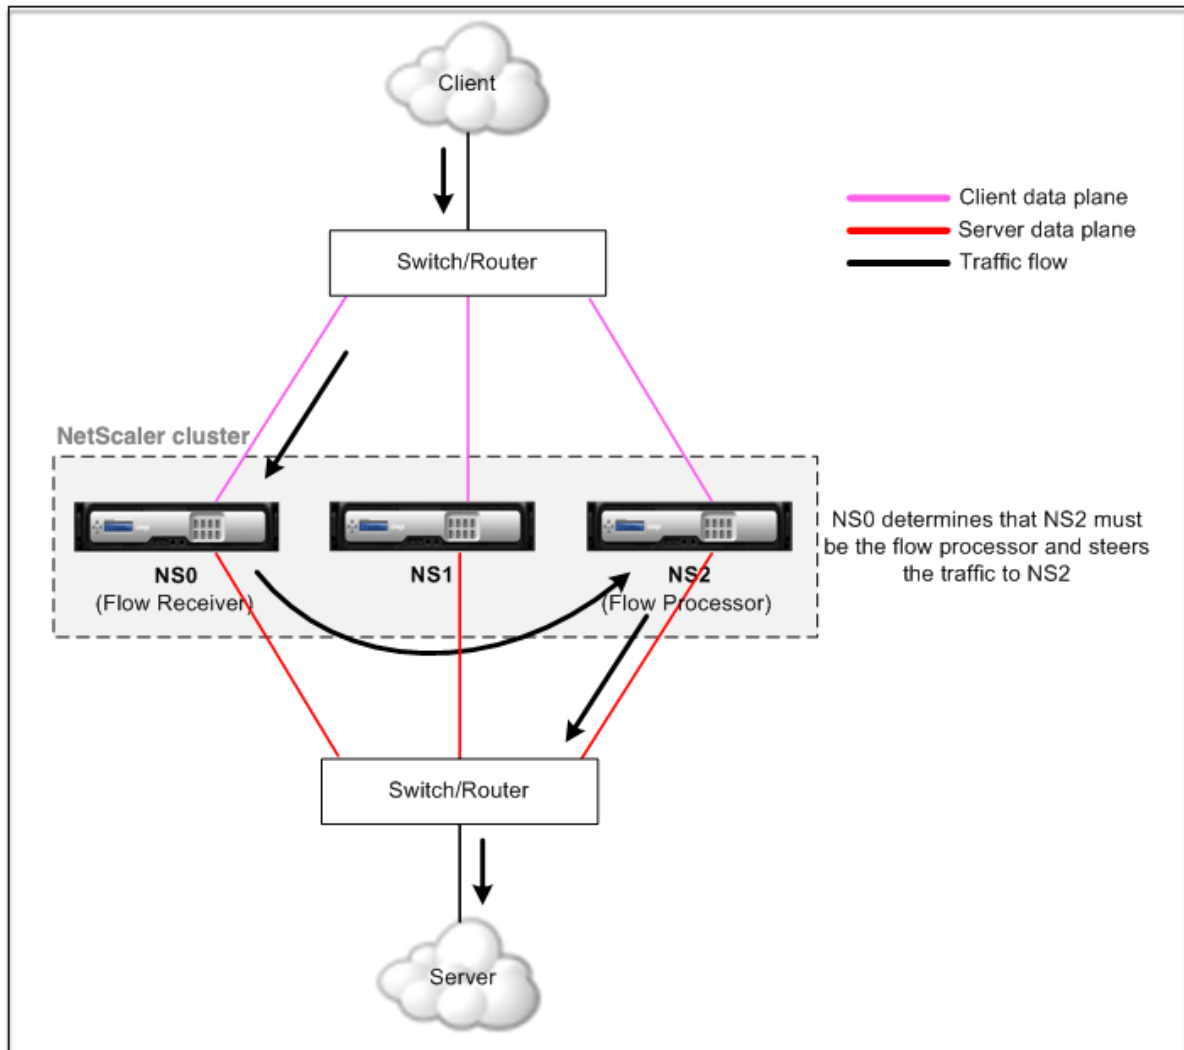 Client
Client data plane
Server data plane
Traffic flow
Switch/Router
NetScaler cluster
NS0
(Flow Receiver)
NS1
NS2
(Flow Processor)
NS0 determines that NS2 must
be the flow processor and steers
the traffic to NS2
Switch/Router
Server